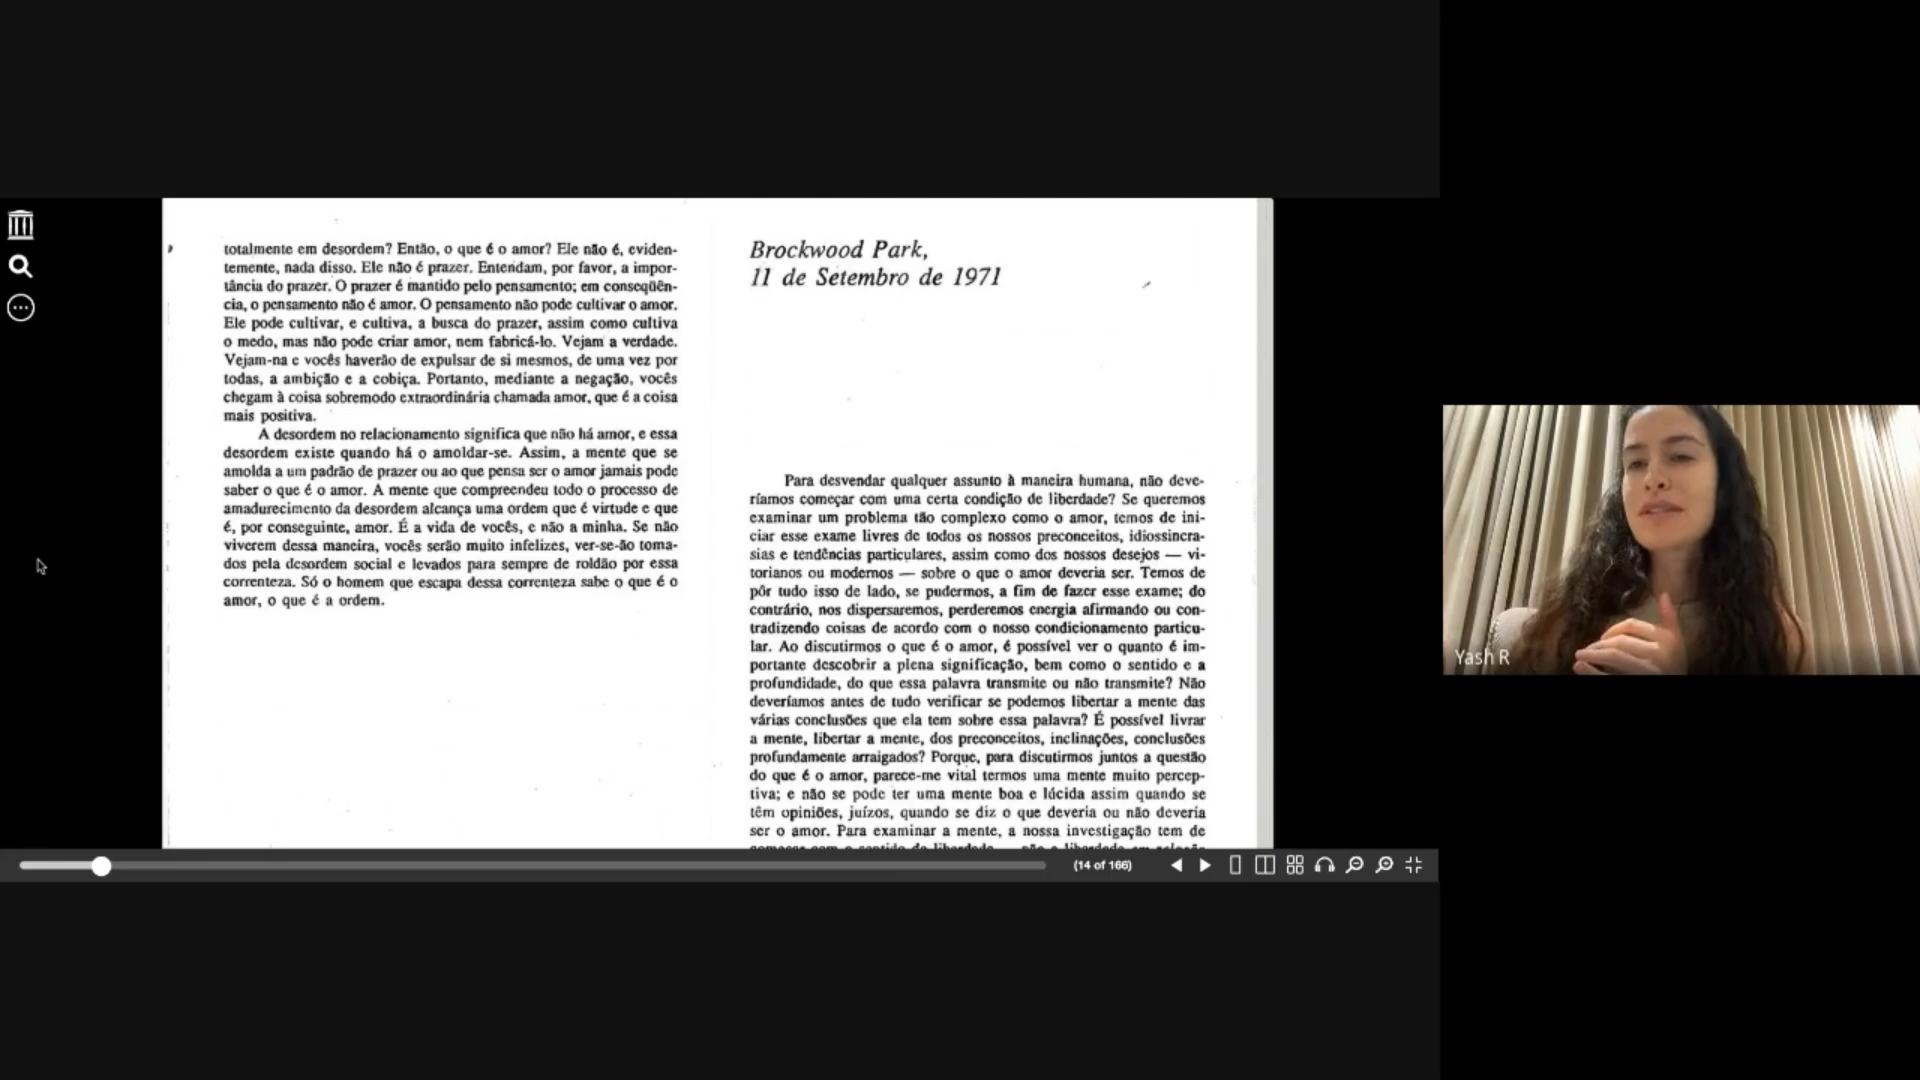 totalmente em desordem? Então, o que é o amor? Ele não é, eviden-
temente, nada disso. Ele não é prazer. Entendam, por favor, a impor-
tância do prazer. O prazer é mantido pelo pensamento; em conseqüên-
cia, o pensamento não é amor. O pensamento não pode cultivar o amor.
Ele pode cultivar, e cultiva, a busca do prazer, assim como cultiva
o medo, mas não pode criar amor, nem fabricá-lo. Vejam a verdade.
Vejam-na e vocês haverão de expulsar de si mesmos, de uma vez por
todas, a ambição e a cobiça. Portanto, mediante a negação, vocês
chegam à coisa sobremodo extraordinária chamada amor, que é a coisa
mais positiva.
A desordem no relacionamento significa que não há amor, e essa
desordem existe quando há o amoldar-se. Assim, a mente que se
amolda a um padrão de prazer ou ao que pensa ser o amor jamais pode
saber o que é o amor. A mente que compreendeu todo o processo de
amadurecimento da desordem alcança uma ordem que é virtude e que
é, por conseguinte, amor. É a vida de vocês, e não a minha. Se não
viverem dessa maneira, vocês serão muito infelizes, ver-se-ão toma-
dos pela desordem social e levados para sempre de roldão por essa
correnteza. Só o homem que escapa dessa correnteza sabe o que é o
amor, o que é a ordem.
Brockwood Park,
11 de Setembro de 1971
Para desvendar qualquer assunto à maneira humana, não deve-
ríamos começar com uma certa condição de liberdade? Se queremos
examinar um problema tão complexo como o amor, temos de ini-
ciar esse exame livres de todos os nossos preconceitos, idiossincra-
sias e tendências particulares, assim como dos nossos desejos — vi-
torianos ou modernos — sobre o que o amor deveria ser. Temos de
pôr tudo isso de lado, se pudermos, a fim de fazer esse exame; do
contrário, nos dispersaremos, perderemos energia afirmando ou con-
tradizendo coisas de acordo com o nosso condicionamento particu-
lar. Ao discutirmos o que é o amor, é possível ver o quanto é im-
portante descobrir a plena significação, bem como o sentido e a
profundidade, do que essa palavra transmite ou não transmite? Não
deveríamos antes de tudo verificar se podemos libertar a mente das
várias conclusões que ela tem sobre essa palavra? É possível livrar
a mente, libertar a mente, dos preconceitos, inclinações, conclusões
profundamente arraigados? Porque, para discutirmos juntos a questão
do que é o amor, parece-me vital termos uma mente muito percep-
tiva; e não se pode ter uma mente boa e lúcida assim quando se
têm opiniões, juízos, quando se diz o que deveria ou não deveria
ser o amor. Para examinar a mente, a nossa investigação tem de
(14 of 166)
Yash R